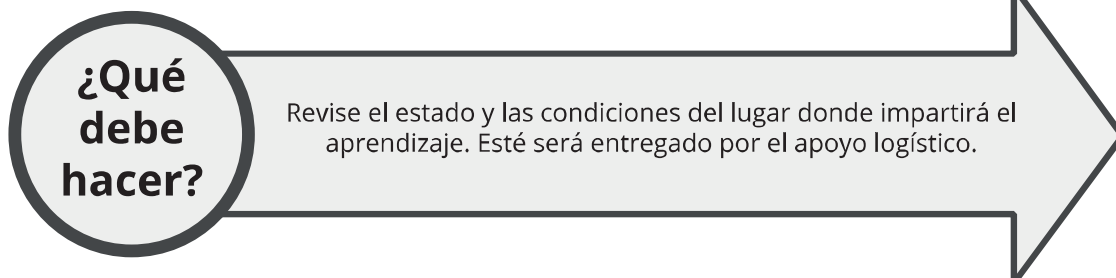 ¿Qué
debe
hacer?
Revise el estado y las condiciones del lugar donde impartirá el
aprendizaje. Esté será entregado por el apoyo logístico.